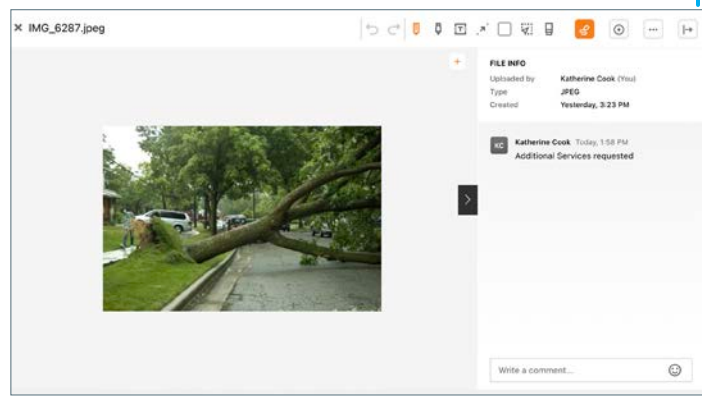 IMG_6287.jpeg
T
FILE INFO
Uploaded by Katherine Cook (You)
Type JPEG
Created Yesterday, 3:23 PM
KC Katherine Cook Today, 1:58 PM
Additional Services requested
Write a comment...